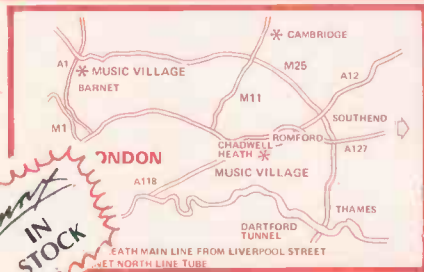 CAMBRIDGE
A1
M25
MUSIC VILLAGE
A12
BARNET
M11
SOUTHEND
M1
ROMFORD
ONDON
CHADWELL
HEATH
A127
A118
MUSIC VILLAGE
IN
STOCK
THAMES
DARTFORD
TUNNEL
EATH MAIN LINE FROM LIVERPOOL STREET
NET NORTH LINE TUBE